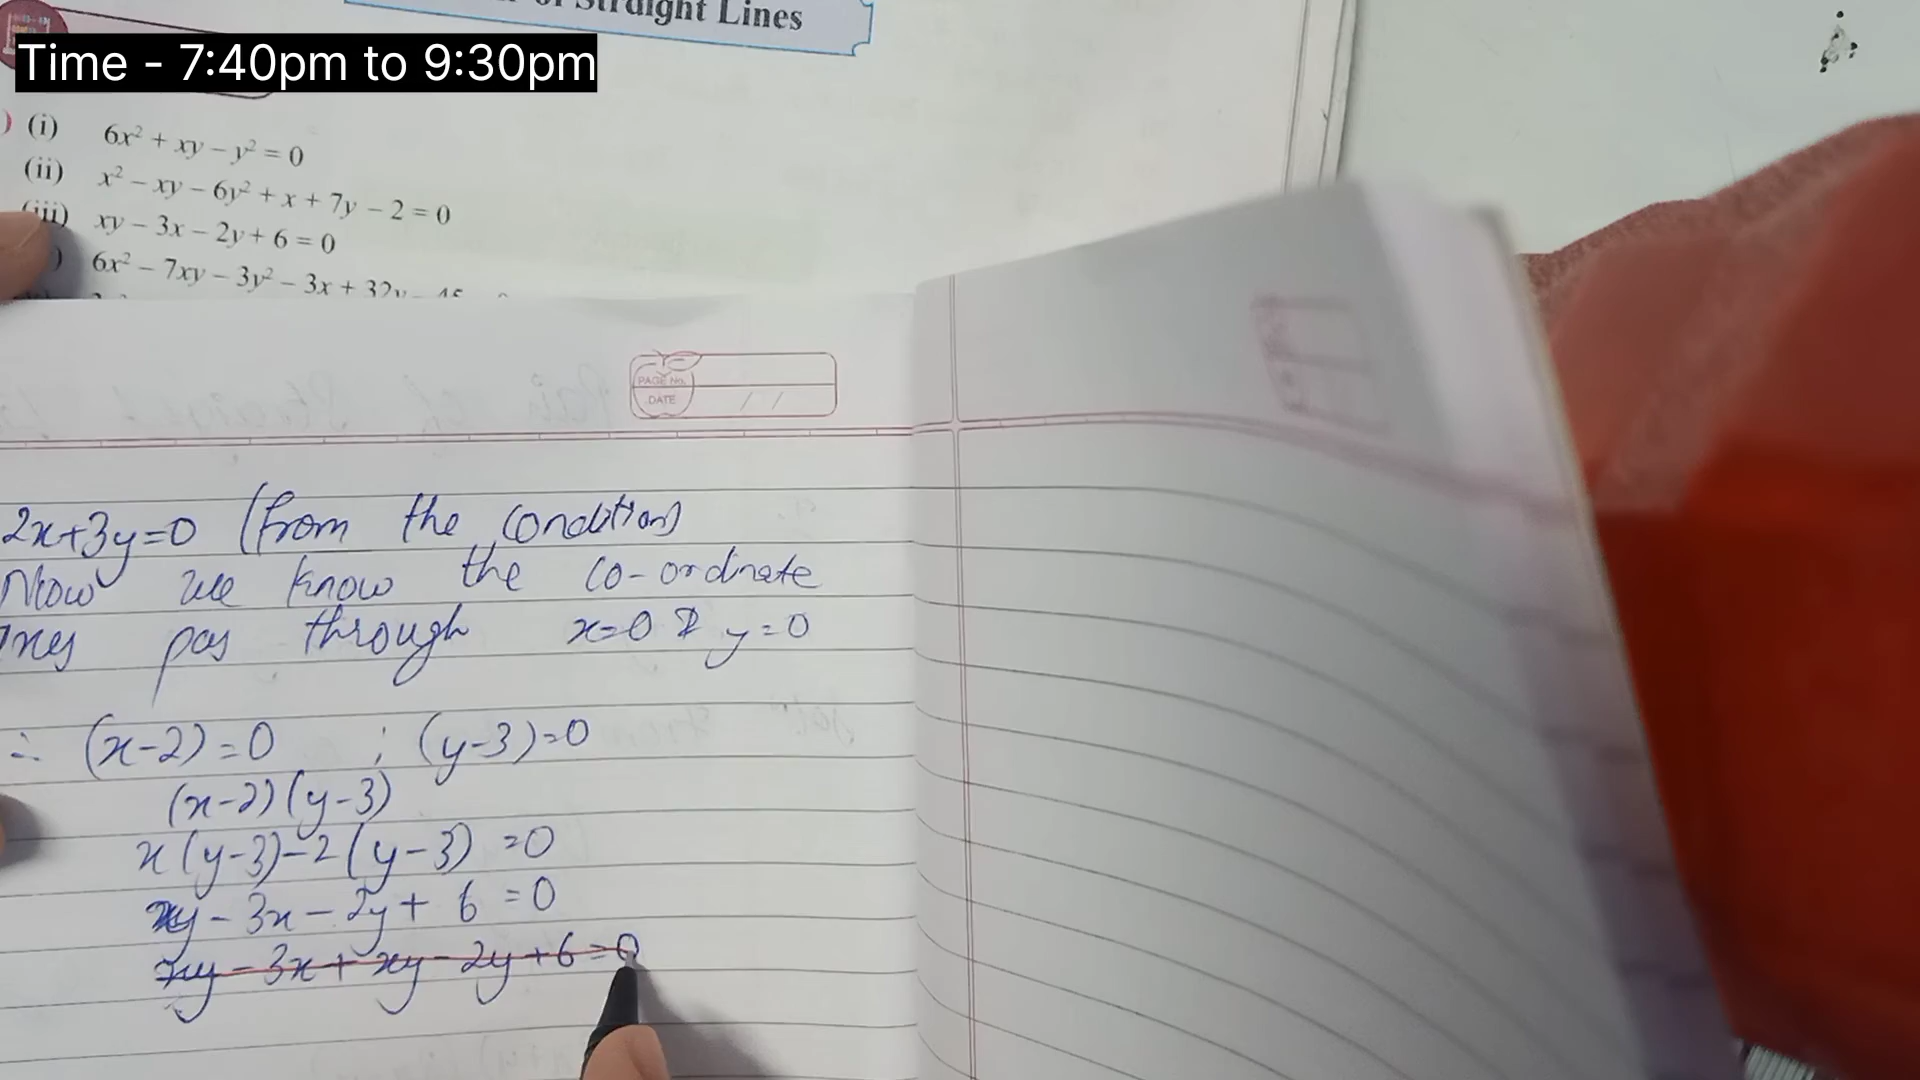 of Straight Lines
Time - 7:40pm to 9:30pm
) (i) 6x² + xy – y² = 0
(ii) x² – xy – 6y² + x + 7y – 2 = 0
(iii) xy – 3x – 2y + 6 = 0
) 6x² – 7xy – 3y² – 3x + 32y – 45
PAGE No.
DATE / /
2x+3y=0 (from the condition)
Now we know the co-ordinate
pas through x=0 & y=0
∴ (x-2)=0 ; (y-3)=0
(x-2)(y-3)
x(y-3)-2(y-3) =0
xy - 3x - 2y + 6 =0
xy - 3x + xy - 2y + 6 = 0